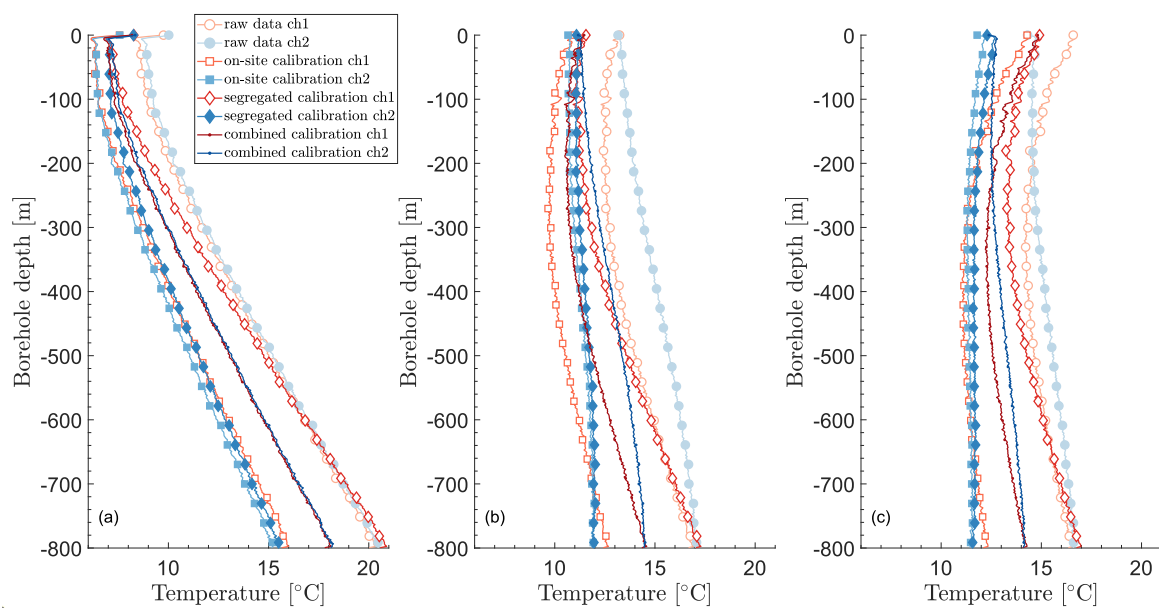 raw data ch1
raw data ch2
on-site calibration ch1
on-site calibration ch2
segregated calibration ch1
segregated calibration ch2
combined calibration ch1
combined calibration ch2
0
-100
-200
-300
-400
-500
-600
-700
-800
Borehole depth [m]
(a)
10 15 20
Temperature [°C]
0
-100
-200
-300
-400
-500
-600
-700
-800
Borehole depth [m]
(b)
10 15 20
Temperature [°C]
0
-100
-200
-300
-400
-500
-600
-700
-800
Borehole depth [m]
(c)
10 15 20
Temperature [°C]